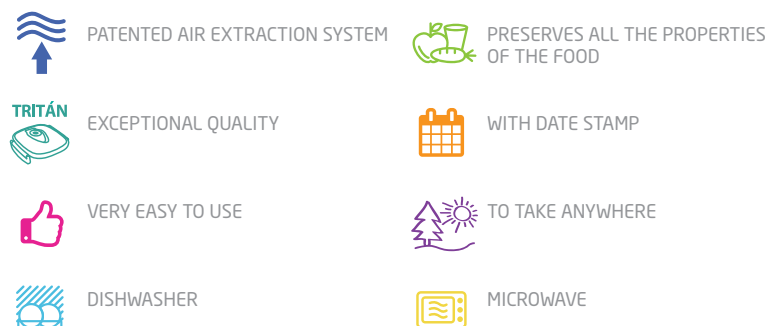 PATENTED AIR EXTRACTION SYSTEM
PRESERVES ALL THE PROPERTIES
OF THE FOOD
TRITÁN
EXCEPTIONAL QUALITY
WITH DATE STAMP
VERY EASY TO USE
TO TAKE ANYWHERE
DISHWASHER
MICROWAVE